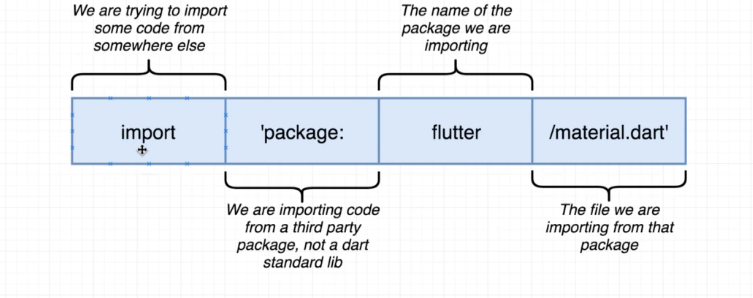 We are trying to import
some code from
somewhere else
The name of the
package we are
importing
import
'package:
flutter
/material.dart'
We are importing code
from a third party
package, not a dart
standard lib
The file we are
importing from that
package